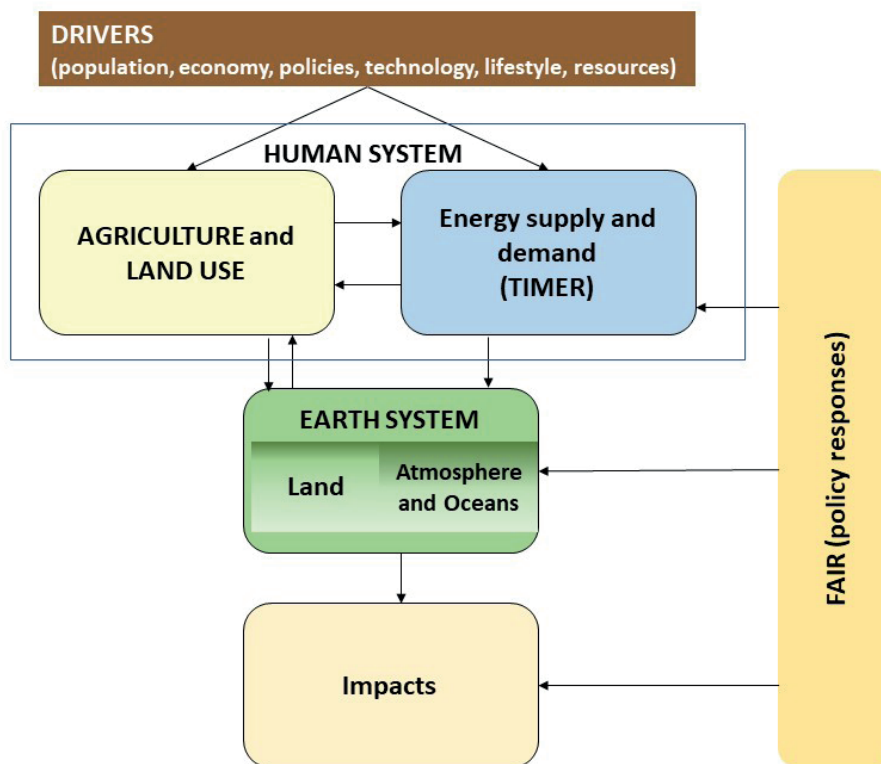 DRIVERS
(population, economy, policies, technology, lifestyle, resources)
HUMAN SYSTEM
AGRICULTURE and
LAND USE
Energy supply and
demand
(TIMER)
EARTH SYSTEM
Land
Atmosphere
and Oceans
Impacts
FAIR (policy responses)